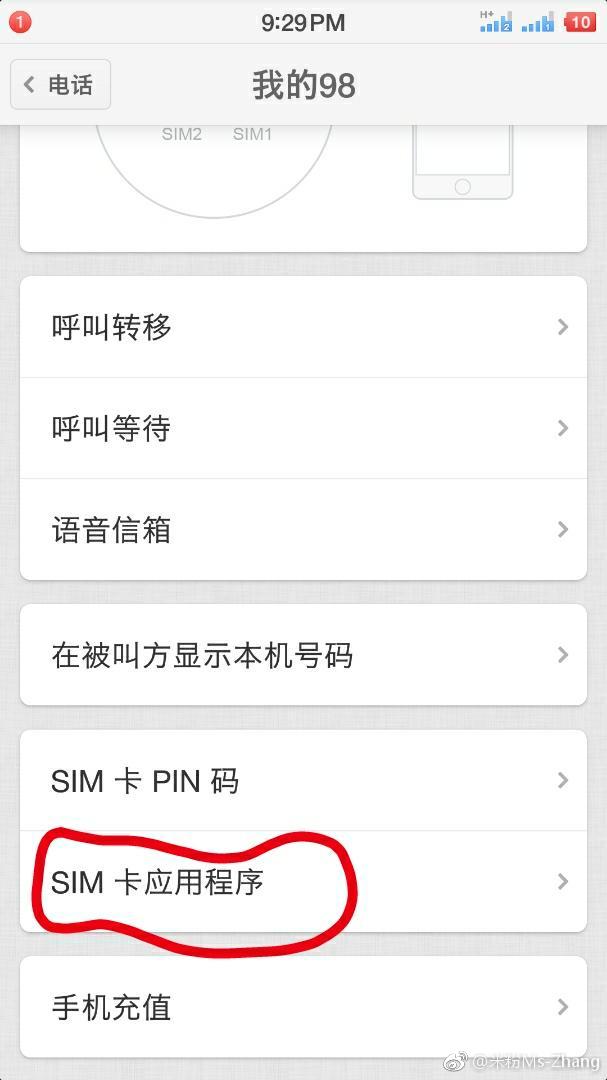 1
9:29 PM
H+
2
1
10
电话
我的98
SIM2 SIM1
呼叫转移
呼叫等待
语音信箱
在被叫方显示本机号码
SIM 卡 PIN 码
SIM 卡应用程序
手机充值
@米粉Ms-Zhang